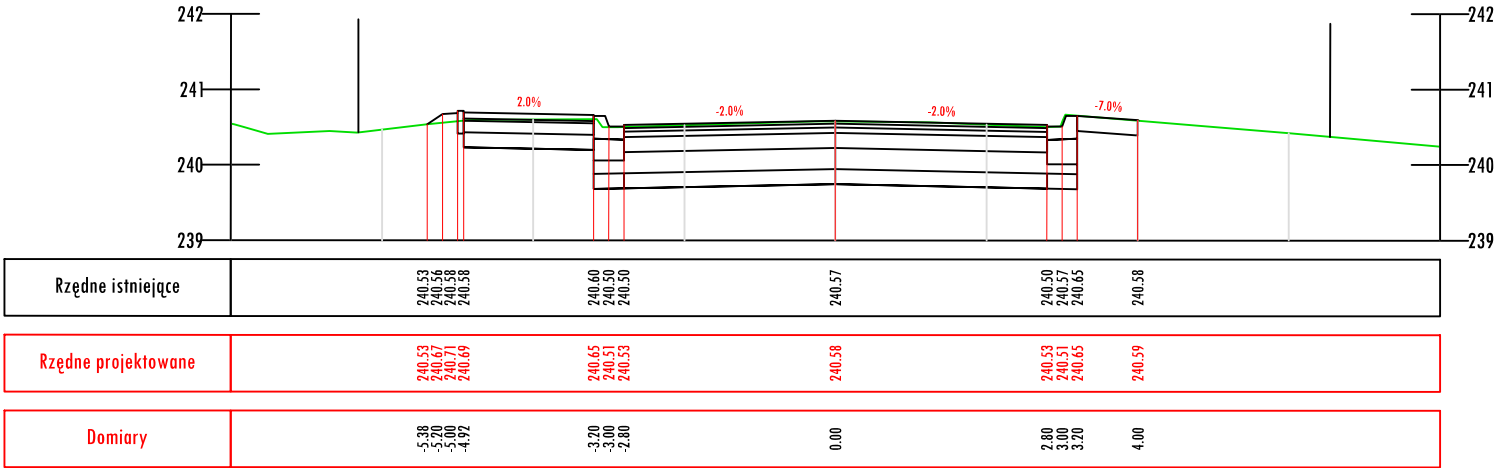 242 242
241 241
240 240
239 239
2.0% -2.0% -2.0% -7.0%
Rzędne istniejące 240.53 240.56 240.58 240.58 240.60 240.50 240.50 240.57 240.50 240.57 240.65 240.58
Rzędne projektowane 240.53 240.67 240.71 240.69 240.65 240.51 240.53 240.58 240.53 240.51 240.65 240.59
Domiary -5.38 -5.20 -5.00 -4.92 -3.20 -3.00 -2.80 0.00 2.80 3.00 3.20 4.00